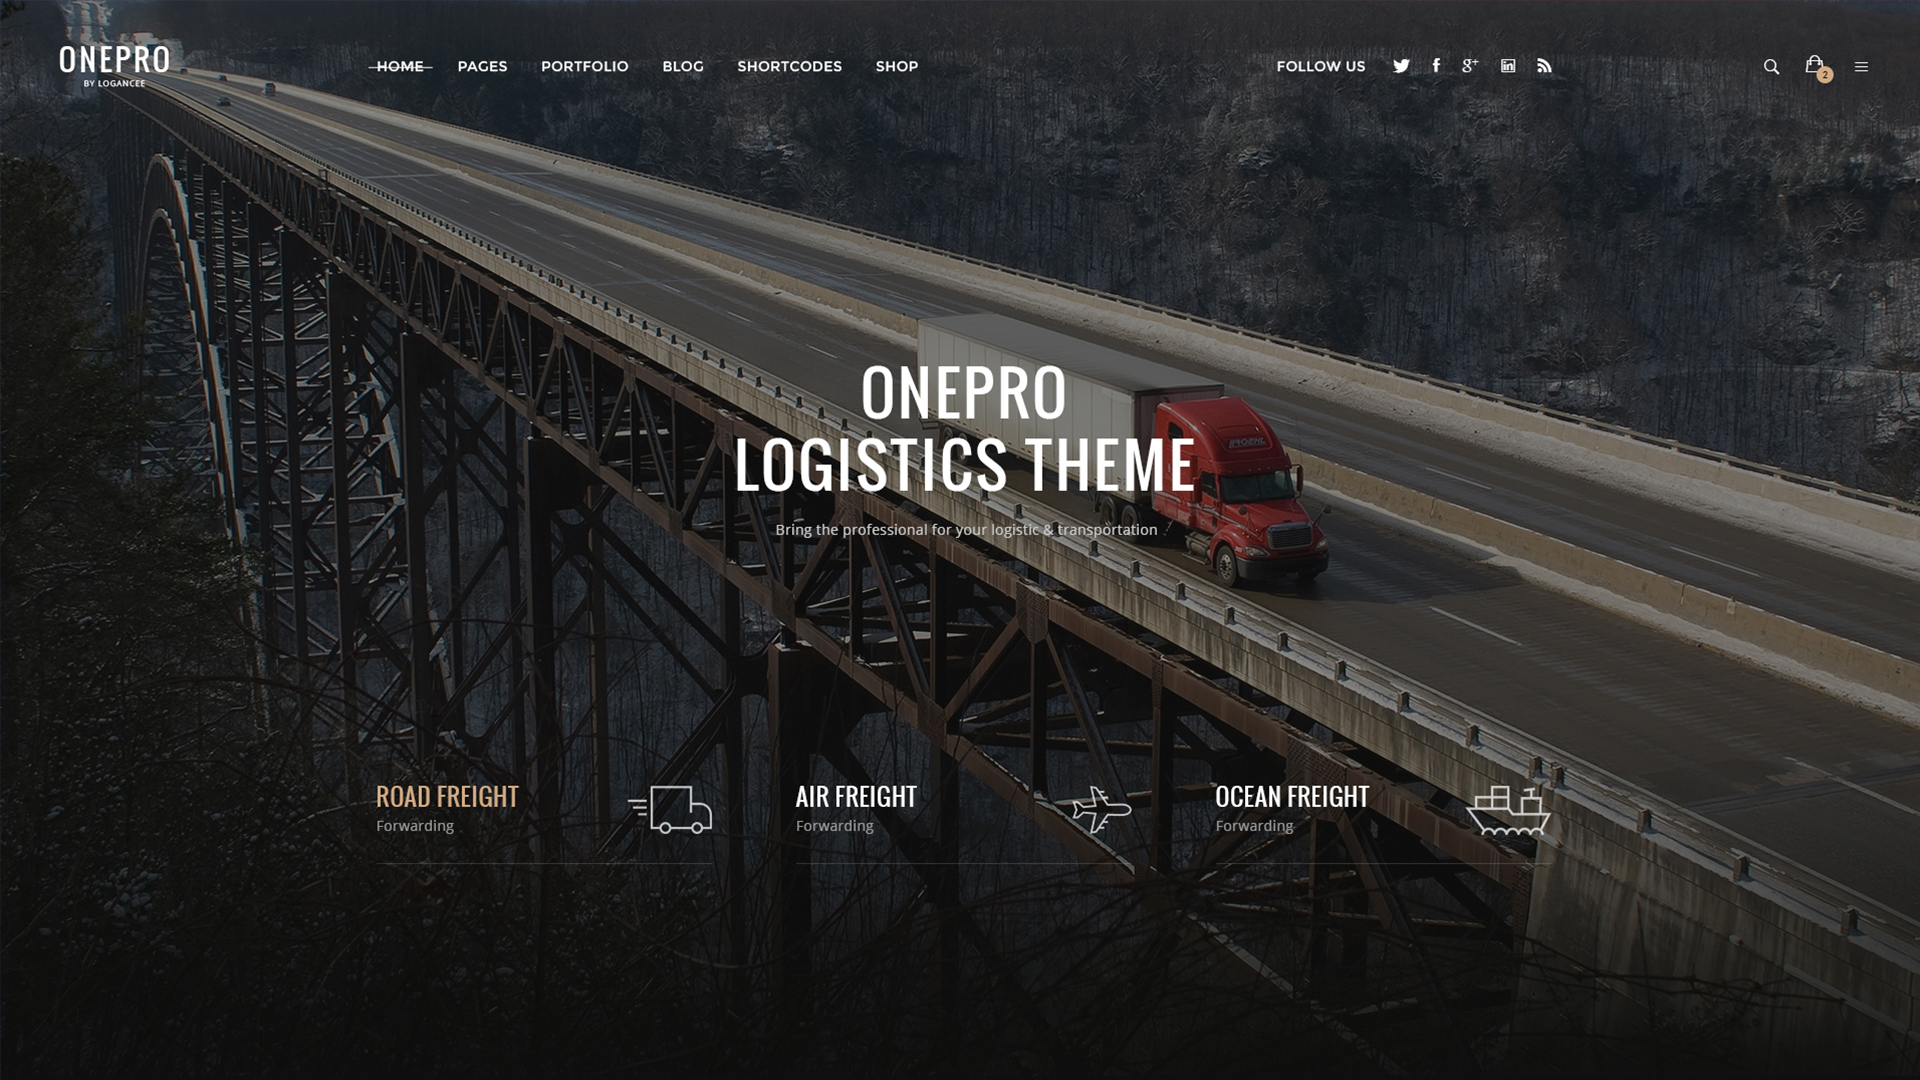 ONEPRO
BY LOGANCEE
HOME PAGES PORTFOLIO BLOG SHORTCODES SHOP
FOLLOW US
2
ONEPRO
LOGISTICS THEME
Bring the professional for your logistic & transportation
ROAD FREIGHT
Forwarding
AIR FREIGHT
Forwarding
OCEAN FREIGHT
Forwarding